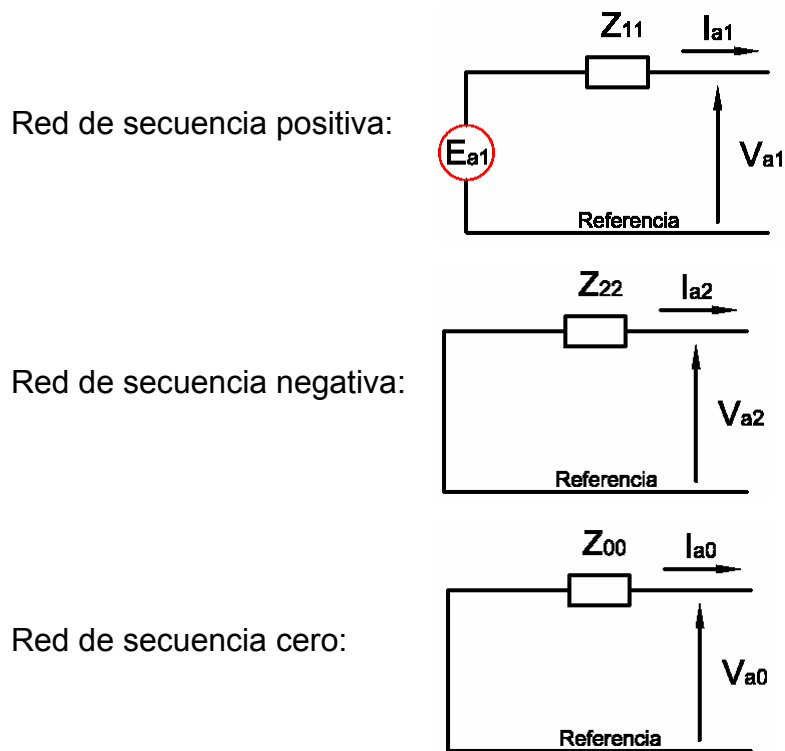 Z11 Ia1
Red de secuencia positiva:
Ea1 Va1
Referencia
Z22 Ia2
Red de secuencia negativa:
Va2
Referencia
Z00 Ia0
Red de secuencia cero:
Va0
Referencia